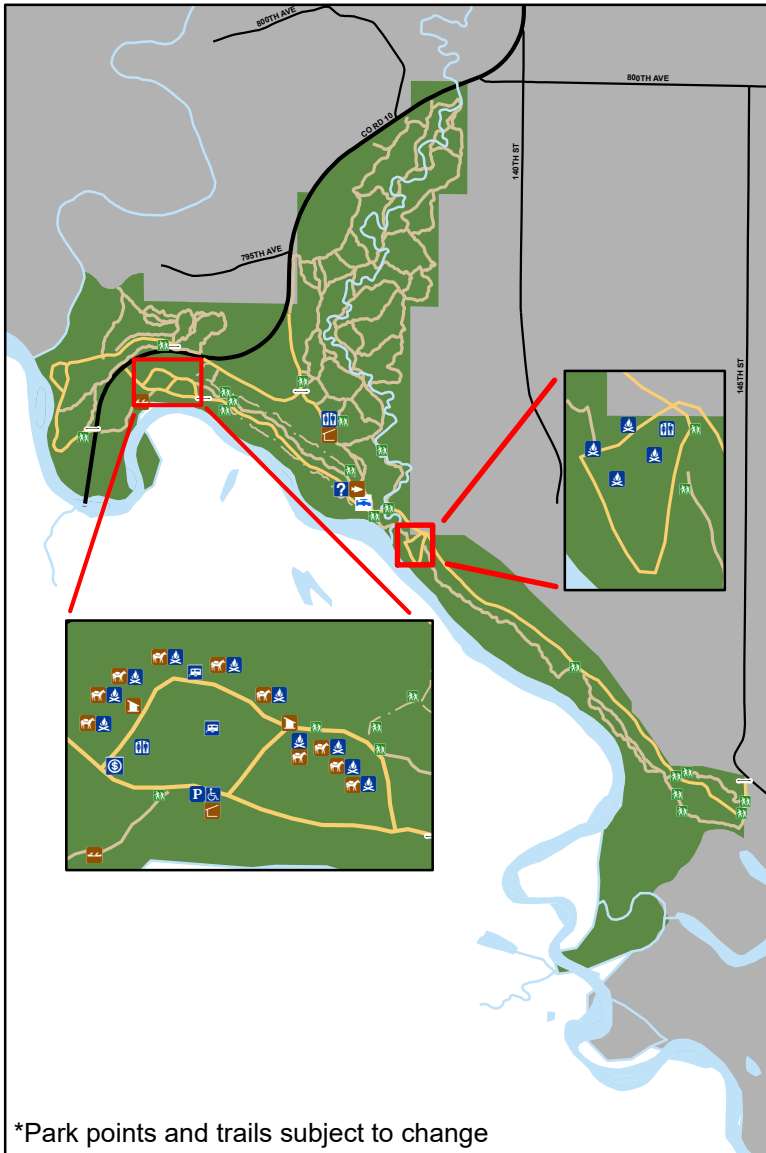 800TH AVE
800TH AVE
CO RD 10
140TH ST
795TH AVE
145TH ST
?
$
P
*Park points and trails subject to change